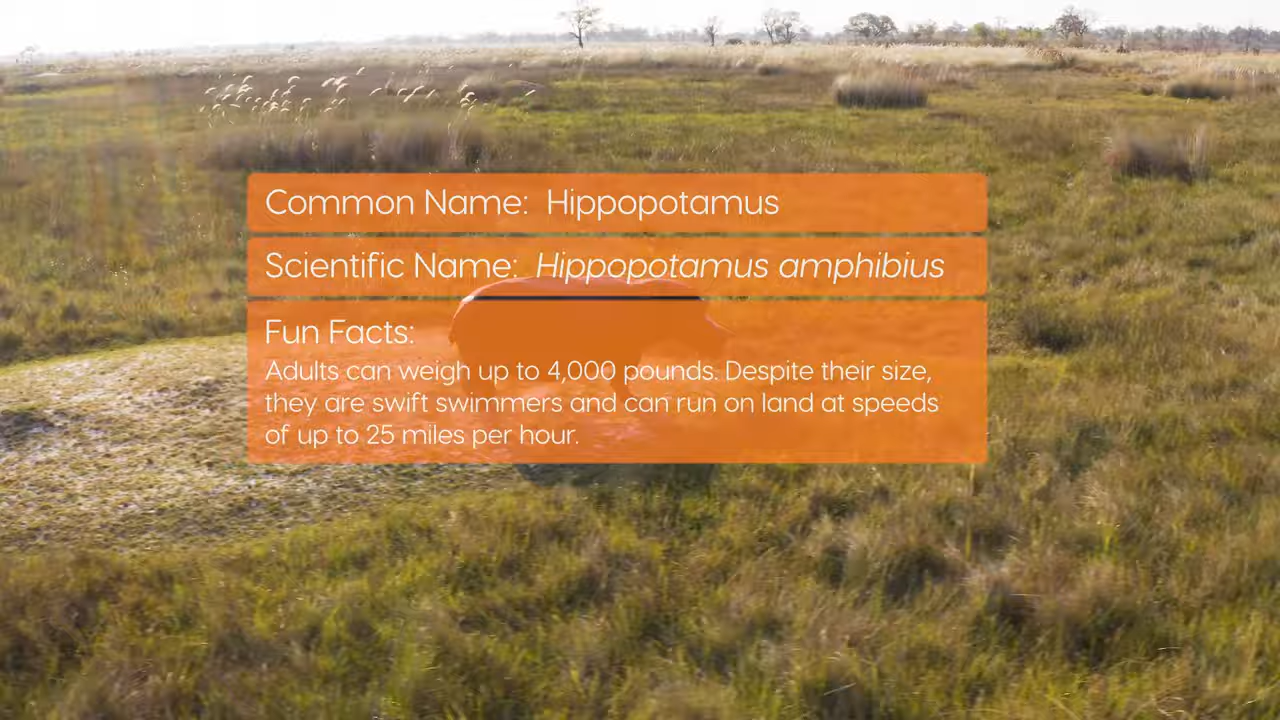 Common Name: Hippopotamus
Scientific Name: Hippopotamus amphibius
Fun Facts:
Adults can weigh up to 4,000 pounds. Despite their size,
they are swift swimmers and can run on land at speeds
of up to 25 miles per hour.